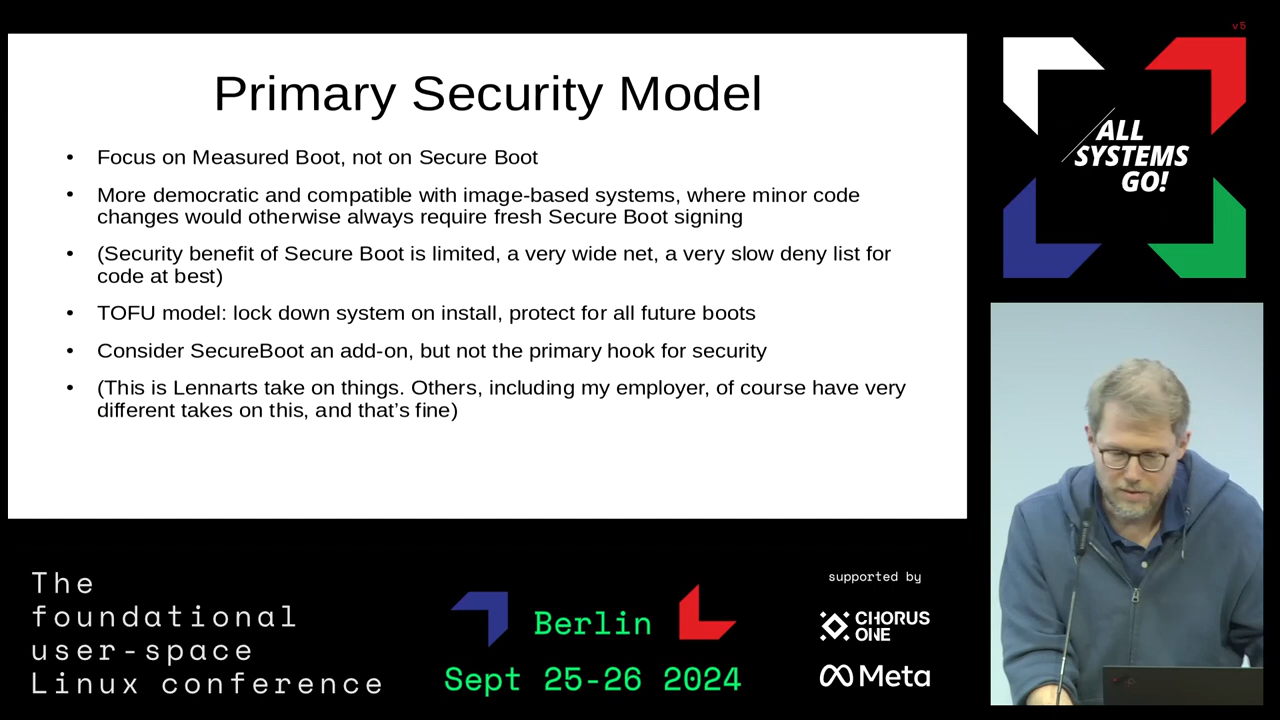 v5
Primary Security Model
• Focus on Measured Boot, not on Secure Boot
• More democratic and compatible with image-based systems, where minor code
changes would otherwise always require fresh Secure Boot signing
• (Security benefit of Secure Boot is limited, a very wide net, a very slow deny list for
code at best)
• TOFU model: lock down system on install, protect for all future boots
• Consider SecureBoot an add-on, but not the primary hook for security
• (This is Lennarts take on things. Others, including my employer, of course have very
different takes on this, and that’s fine)
ALL
SYSTEMS
GO!
The
foundational
user-space
Linux conference
Berlin
Sept 25-26 2024
supported by
CHORUS
ONE
Meta